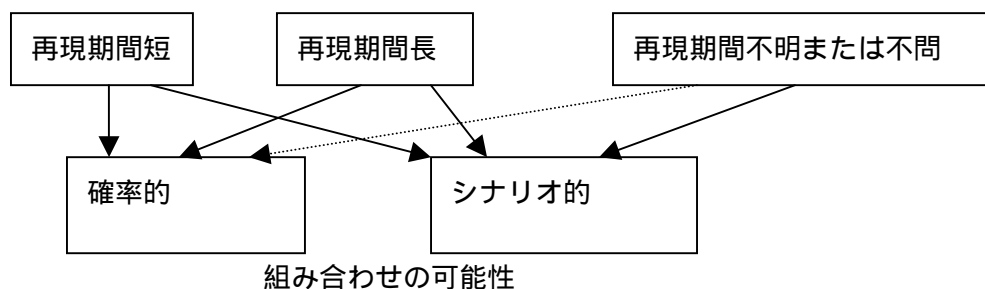 再現期間短
再現期間長
再現期間不明または不問
確率的
シナリオ的
組み合わせの可能性